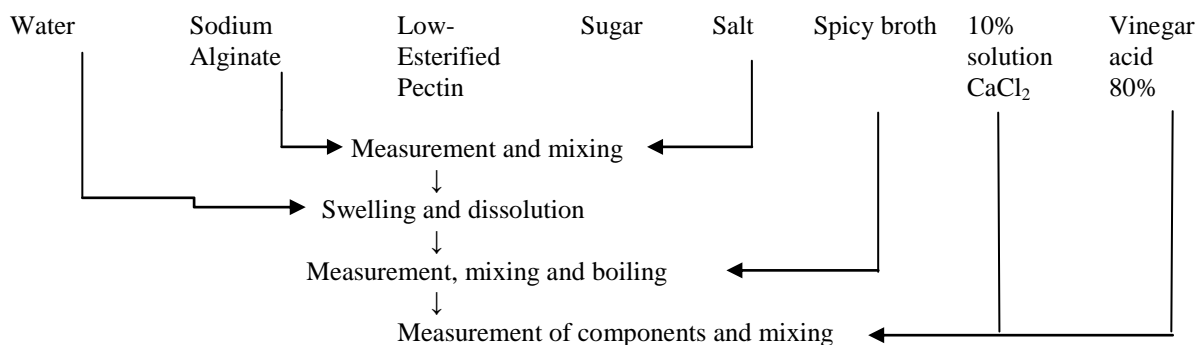 Water Sodium Low- Sugar Salt Spicy broth 10% Vinegar
Alginate Esterified solution acid
Pectin CaCl₂ 80%
Measurement and mixing
↓
Swelling and dissolution
↓
Measurement, mixing and boiling
↓
Measurement of components and mixing